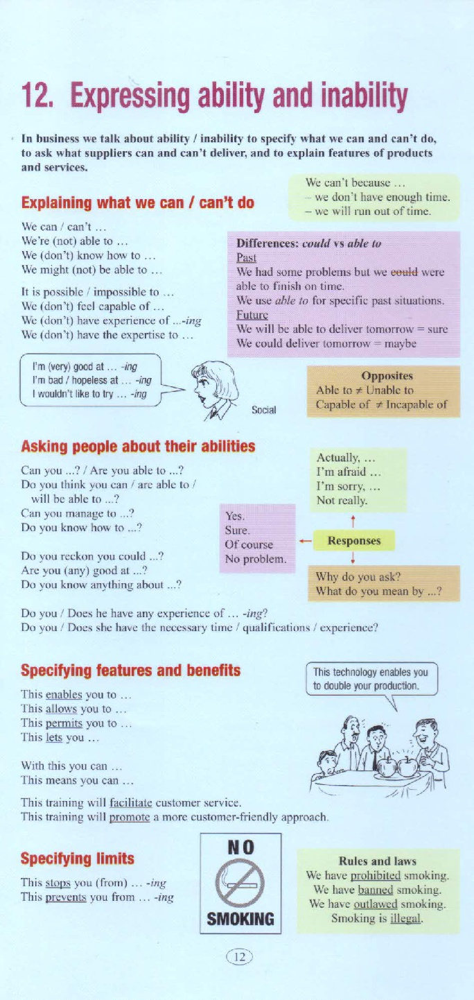 12. Expressing ability and inability
In business we talk about ability / inability to specify what we can and can't do,
to ask what suppliers can and can't deliver, and to explain features of products
and services.
We can't because ...
– we don't have enough time.
– we will run out of time.
Explaining what we can / can't do
We can / can't ...
We're (not) able to ...
We (don't) know how to ...
We might (not) be able to ...
It is possible / impossible to ...
We (don't) feel capable of ...
We (don't) have experience of ...-ing
We (don't) have the expertise to ...
Differences: could vs able to
Past
We had some problems but we could were
able to finish on time.
We use able to for specific past situations.
Future
We will be able to deliver tomorrow = sure
We could deliver tomorrow = maybe
I'm (very) good at ... -ing
I'm bad / hopeless at ... -ing
I wouldn't like to try ... -ing
Social
Opposites
Able to ≠ Unable to
Capable of ≠ Incapable of
Asking people about their abilities
Can you ...? / Are you able to ...?
Do you think you can / are able to /
will be able to ...?
Can you manage to ...?
Do you know how to ...?
Do you reckon you could ...?
Are you (any) good at ...?
Do you know anything about ...?
Do you / Does he have any experience of ... -ing?
Do you / Does she have the necessary time / qualifications / experience?
Actually, ...
I'm afraid ...
I'm sorry, ...
Not really.
Yes.
Sure.
Of course
No problem.
Responses
Why do you ask?
What do you mean by ...?
Specifying features and benefits
This enables you to ...
This allows you to ...
This permits you to ...
This lets you ...
With this you can ...
This means you can ...
This training will facilitate customer service.
This training will promote a more customer-friendly approach.
This technology enables you
to double your production.
Specifying limits
This stops you (from) ... -ing
This prevents you from ... -ing
NO
SMOKING
Rules and laws
We have prohibited smoking.
We have banned smoking.
We have outlawed smoking.
Smoking is illegal.
12